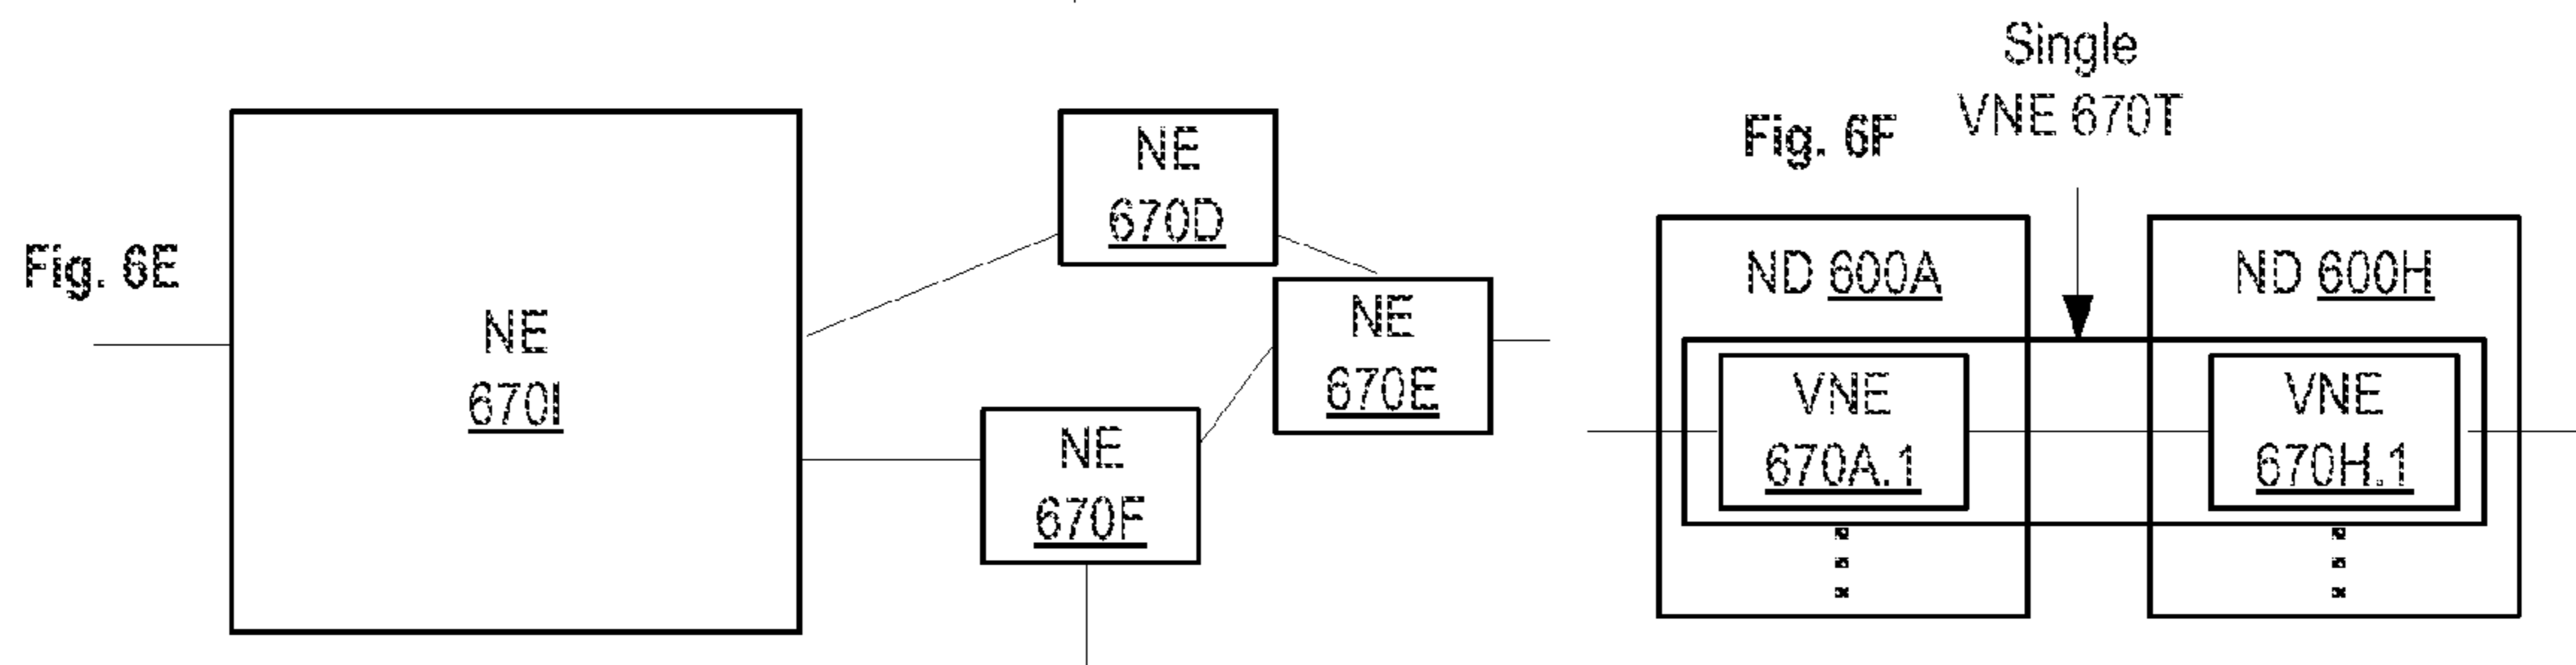 Fig. 6E
NE
670I
NE
670D
NE
670E
NE
670F
Fig. 6F
Single
VNE 670T
ND 600A
ND 600H
VNE
670A.1
VNE
670H.1